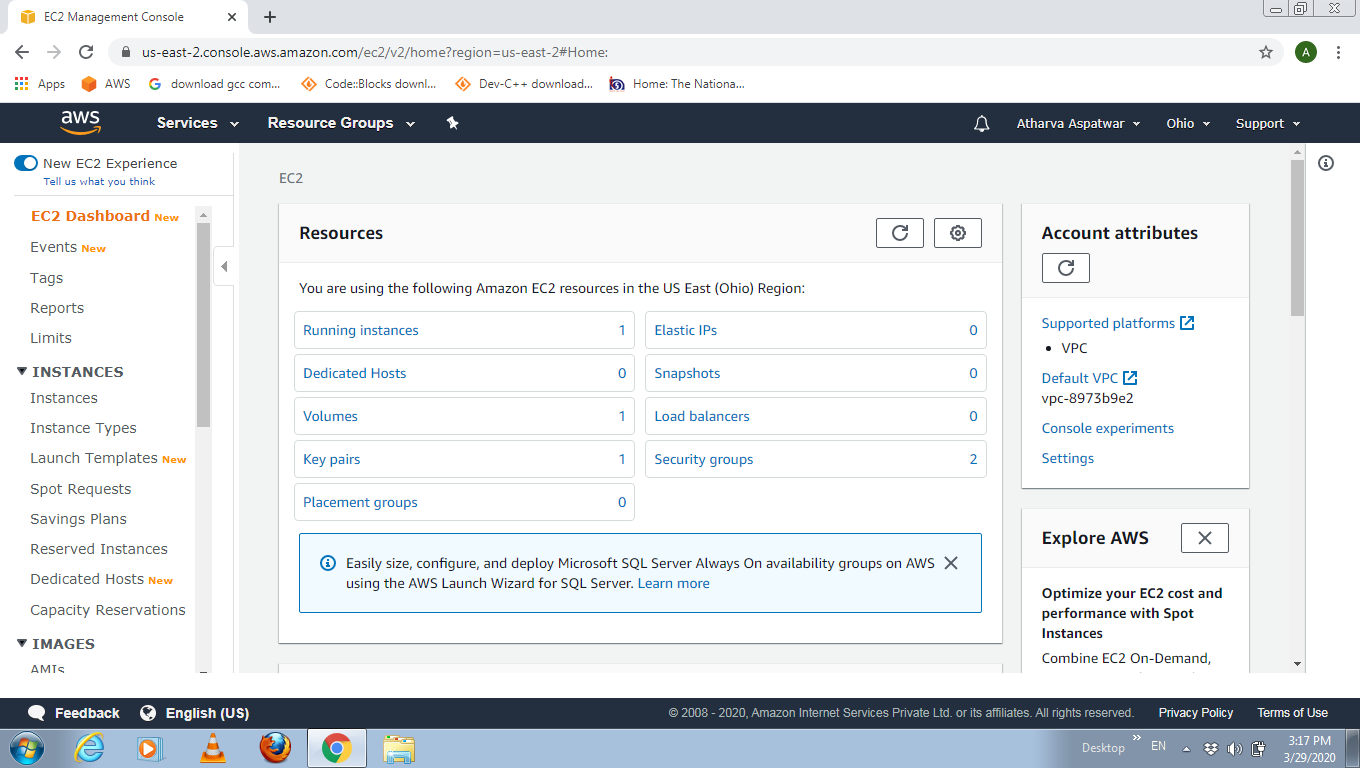 EC2 Management Console
us-east-2.console.aws.amazon.com/ec2/v2/home?region=us-east-2#Home:
A
Apps AWS download gcc com... Code::Blocks downl... Dev-C++ download... Home: The Nationa...
aws Services Resource Groups Atharva Aspatwar Ohio Support
New EC2 Experience
Tell us what you think
EC2 Dashboard New
Events New
Tags
Reports
Limits
INSTANCES
Instances
Instance Types
Launch Templates New
Spot Requests
Savings Plans
Reserved Instances
Dedicated Hosts New
Capacity Reservations
IMAGES
AMIs
EC2
Resources
You are using the following Amazon EC2 resources in the US East (Ohio) Region:
Running instances 1 Elastic IPs 0
Dedicated Hosts 0 Snapshots 0
Volumes 1 Load balancers 0
Key pairs 1 Security groups 2
Placement groups 0
Easily size, configure, and deploy Microsoft SQL Server Always On availability groups on AWS
using the AWS Launch Wizard for SQL Server. Learn more
Account attributes
Supported platforms
• VPC
Default VPC
vpc-8973b9e2
Console experiments
Settings
Explore AWS
Optimize your EC2 cost and
performance with Spot
Instances
Combine EC2 On-Demand,
Feedback English (US) © 2008 - 2020, Amazon Internet Services Private Ltd. or its affiliates. All rights reserved. Privacy Policy Terms of Use
Desktop EN 3:17 PM
3/29/2020